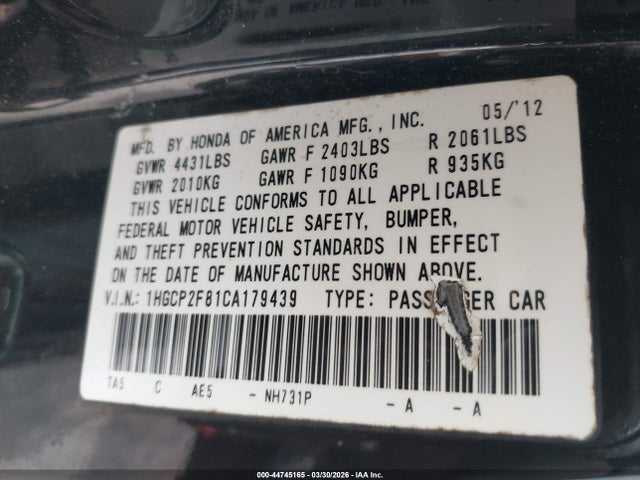 MFD. BY HONDA OF AMERICA MFG., INC. 05/'12
GVWR 4431LBS GAWR F 2403LBS R 2061LBS
GVWR 2010KG GAWR F 1090KG R 935KG
THIS VEHICLE CONFORMS TO ALL APPLICABLE
FEDERAL MOTOR VEHICLE SAFETY, BUMPER,
AND THEFT PREVENTION STANDARDS IN EFFECT
ON THE DATE OF MANUFACTURE SHOWN ABOVE.
V.I.N.: 1HGCP2F81CA179439 TYPE: PASSENGER CAR
TA5 C AE5 - NH731P - A - A
000-44745165 | 03/30/2026 | IAA Inc.